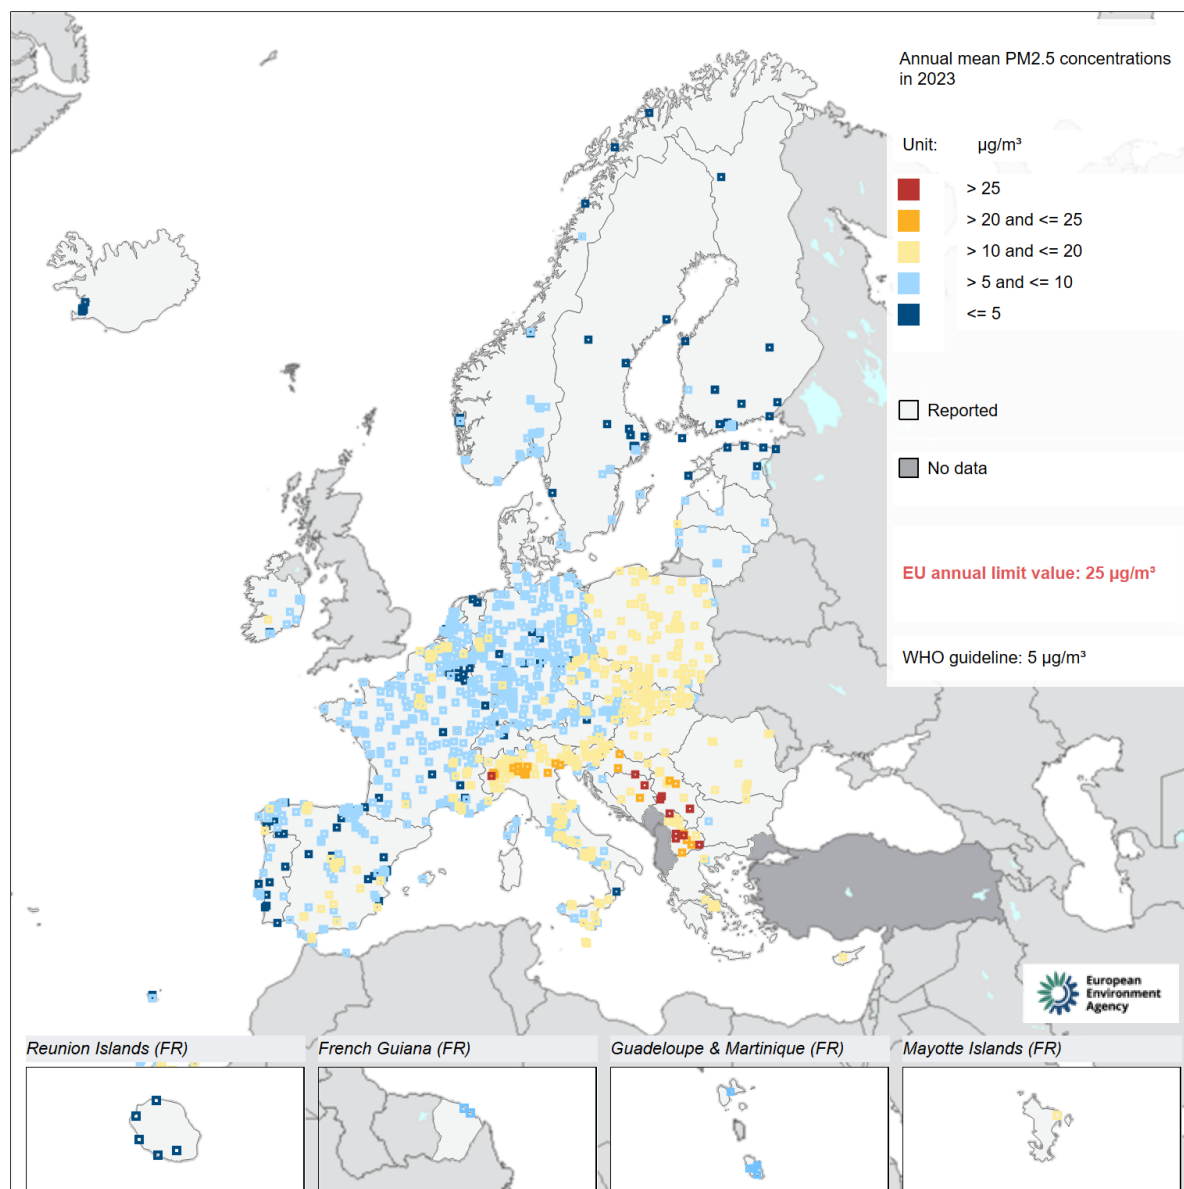 Annual mean PM2.5 concentrations
in 2023
Unit: µg/m³
> 25
> 20 and <= 25
> 10 and <= 20
> 5 and <= 10
<= 5
Reported
No data
EU annual limit value: 25 µg/m³
WHO guideline: 5 µg/m³
European
Environment
Agency
Reunion Islands (FR)
French Guiana (FR)
Guadeloupe & Martinique (FR)
Mayotte Islands (FR)